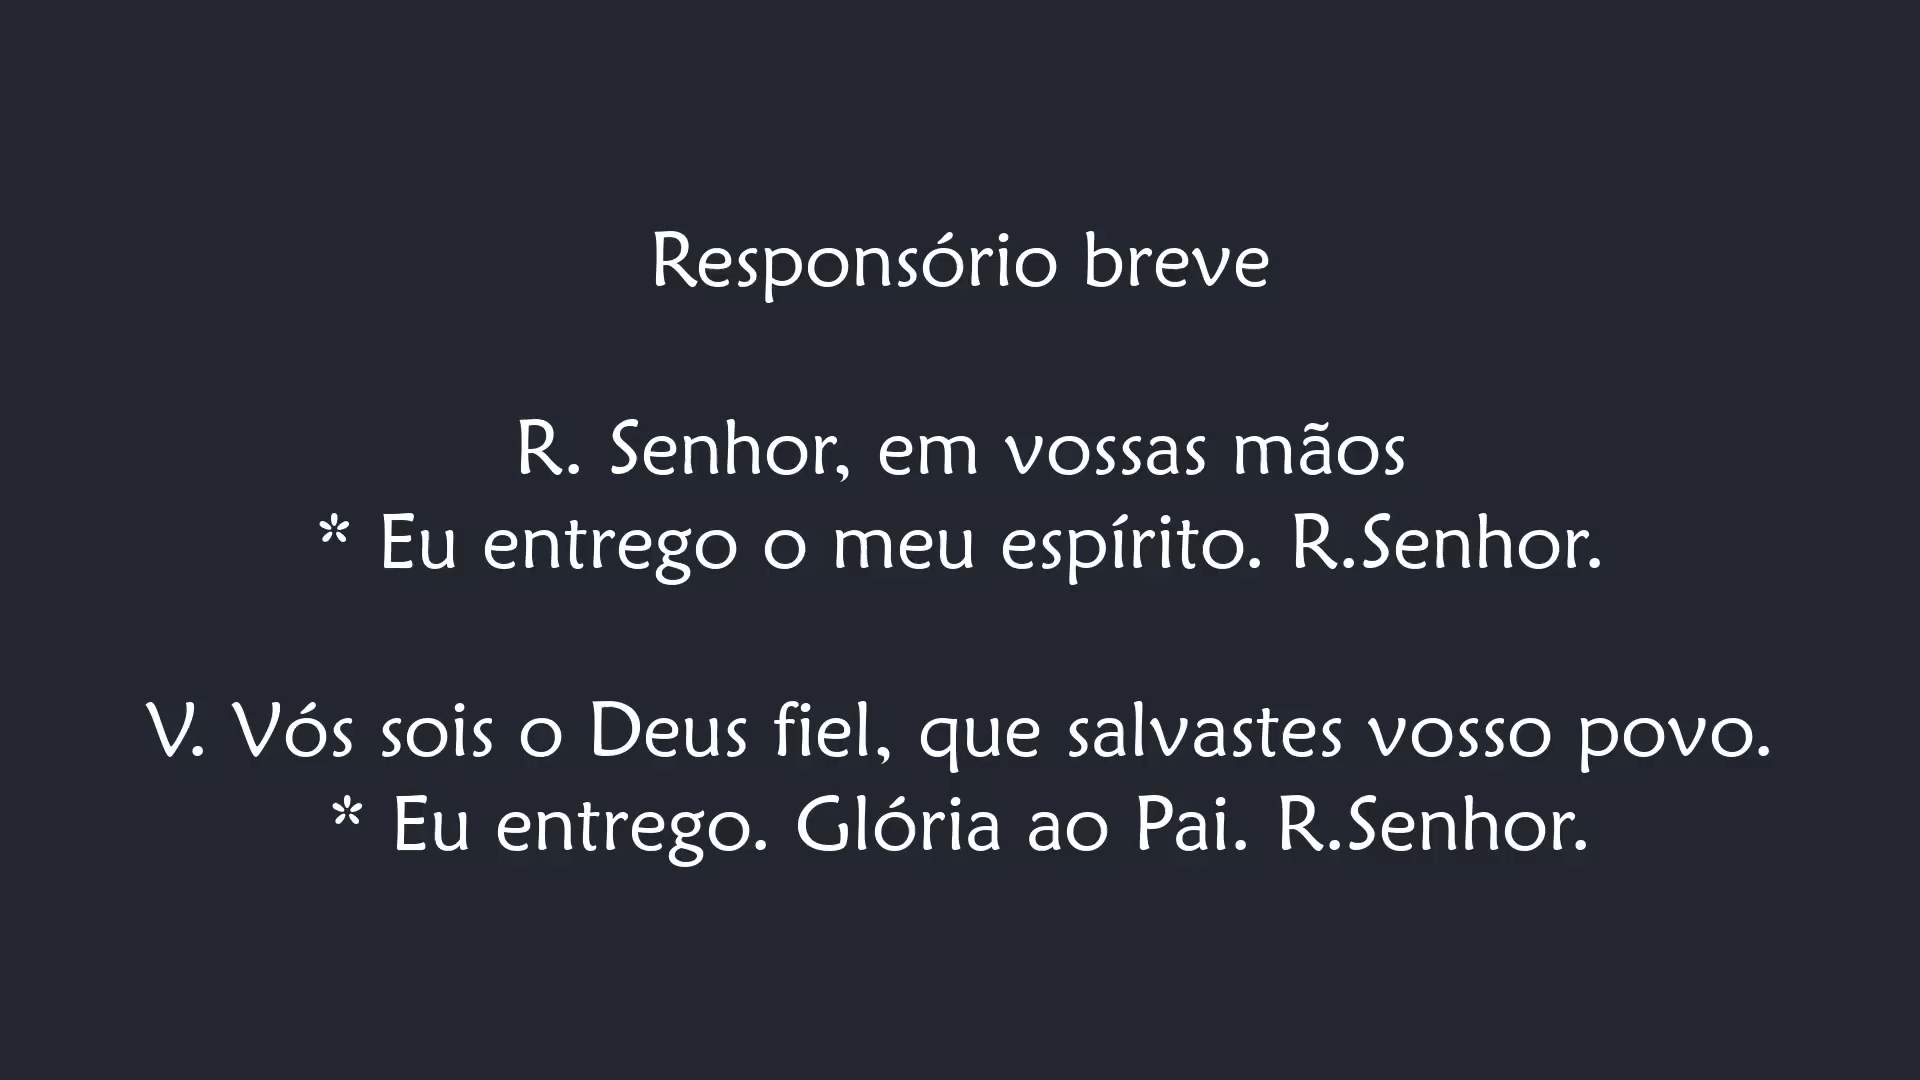 Responsório breve
R. Senhor, em vossas mãos
* Eu entrego o meu espírito. R.Senhor.
V. Vós sois o Deus fiel, que salvastes vosso povo.
* Eu entrego. Glória ao Pai. R.Senhor.